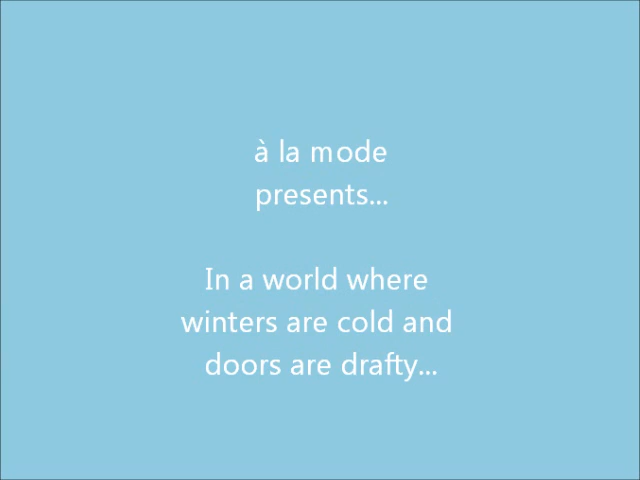 à la mode
presents...
In a world where
winters are cold and
doors are drafty...